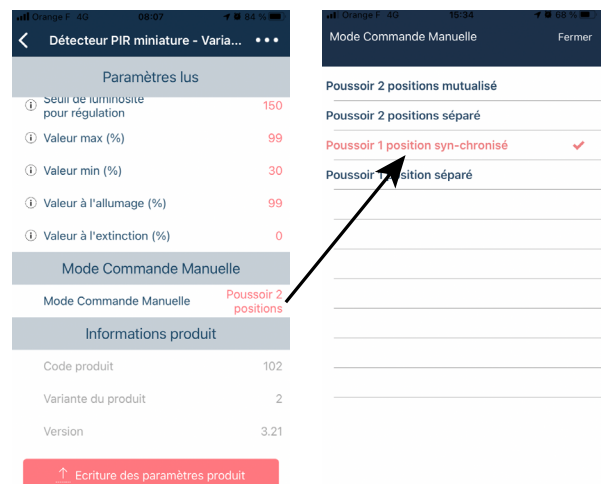 Orange F 4G 08:07 84 %
Détecteur PIR miniature - Varia... •••
Paramètres lus
Seuil de luminosité
pour régulation 150
Valeur max (%) 99
Valeur min (%) 30
Valeur à l'allumage (%) 99
Valeur à l'extinction (%) 0
Mode Commande Manuelle
Mode Commande Manuelle Poussoir 2
positions
Informations produit
Code produit 102
Variante du produit 2
Version 3.21
Ecriture des paramètres produit
Orange F 4G 15:34 68 %
Mode Commande Manuelle Fermer
Poussoir 2 positions mutualisé
Poussoir 2 positions séparé
Poussoir 1 position syn-chronisé
Poussoir 1 position séparé